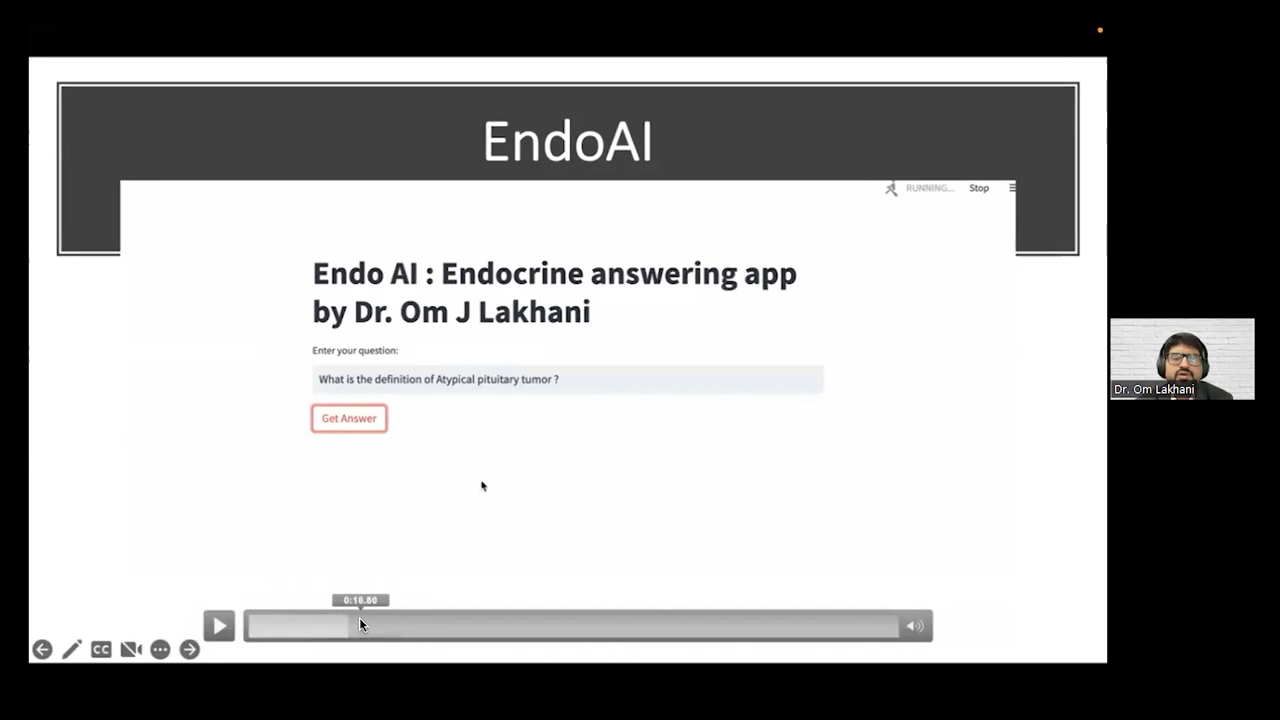 EndoAI
RUNNING... Stop
Endo AI : Endocrine answering app
by Dr. Om J Lakhani
Enter your question:
What is the definition of Atypical pituitary tumor ?
Get Answer
Dr. Om Lakhani
0:16.80
CC